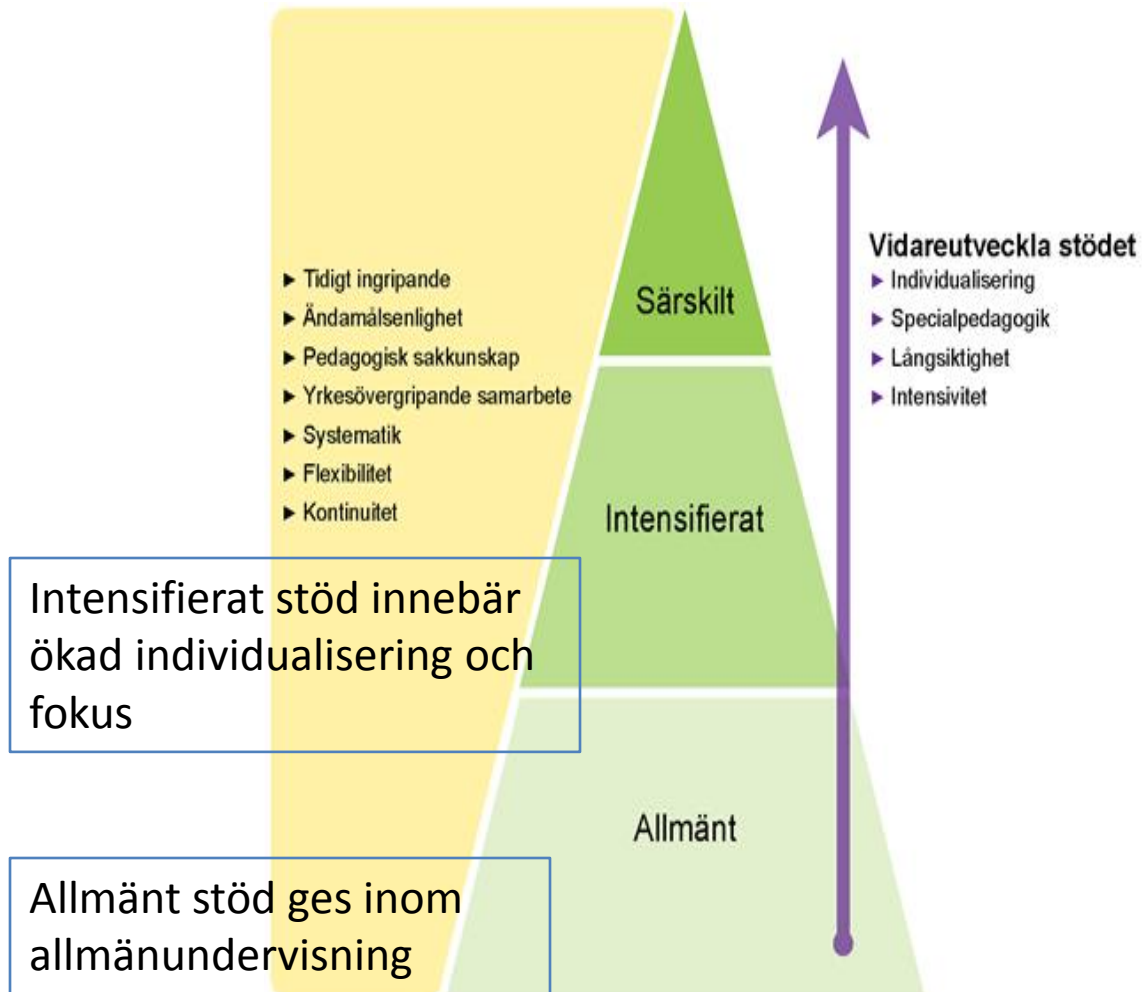 ► Tidigt ingripande
► Ändamålsenlighet
► Pedagogisk sakkunskap
► Yrkesövergripande samarbete
► Systematik
► Flexibilitet
► Kontinuitet
Särskilt
Intensifierat
Allmänt
Vidareutveckla stödet
► Individualisering
► Specialpedagogik
► Långsiktighet
► Intensivitet
Intensifierat stöd innebär
ökad individualisering och
fokus
Allmänt stöd ges inom
allmänundervisning